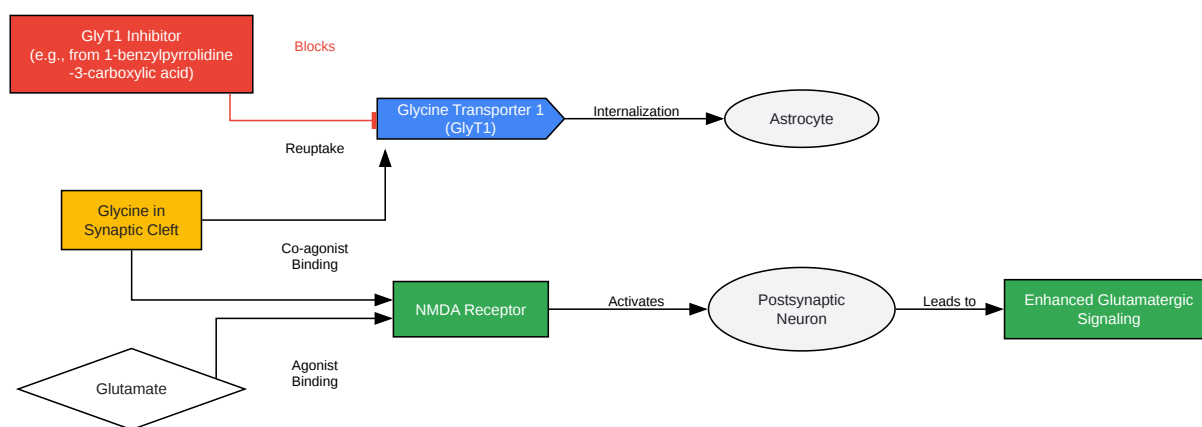 GlyT1 Inhibitor
(e.g., from 1-benzylpyrrolidine
-3-carboxylic acid)
Blocks
Glycine Transporter 1
(GlyT1)
Internalization
Astrocyte
Reuptake
Glycine in
Synaptic Cleft
Co-agonist
Binding
NMDA Receptor
Activates
Postsynaptic
Neuron
Leads to
Enhanced Glutamatergic
Signaling
Agonist
Binding
Glutamate